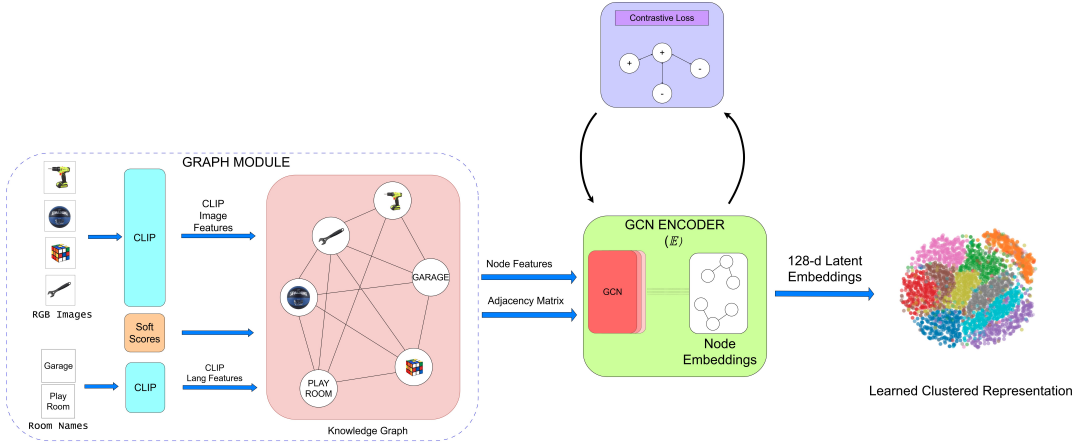 Contrastive Loss
+
+
-
-
GRAPH MODULE
CLIP
CLIP
Image
Features
RGB Images
Soft
Scores
Garage
Play
Room
Room Names
CLIP
CLIP
Lang Features
GARAGE
PLAY
ROOM
Knowledge Graph
Node Features
Adjacency Matrix
GCN ENCODER
(E)
GCN
Node
Embeddings
128-d Latent
Embeddings
Learned Clustered Representation